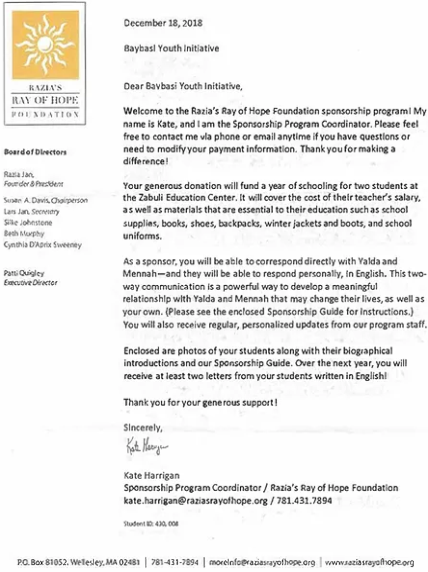 RAZIA'S
RAY OF HOPE
FOUNDATION
Board of Directors
Razia Jan,
Founder & President
Susan A. Davis, Chairperson
Lars Jan, Secretary
Silke Johnstone
Beth Murphy
Cynthia D'Aprix Sweeney
Patti Quigley
Executive Director
December 18, 2018
Baybasi Youth Initiative
Dear Baybasi Youth Initiative,
Welcome to the Razia's Ray of Hope Foundation sponsorship program! My
name is Kate, and I am the Sponsorship Program Coordinator. Please feel
free to contact me via phone or email anytime if you have questions or
need to modify your payment information. Thank you for making a
difference!
Your generous donation will fund a year of schooling for two students at
the Zabuli Education Center. It will cover the cost of their teacher's salary,
as well as materials that are essential to their education such as school
supplies, books, shoes, backpacks, winter jackets and boots, and school
uniforms.
As a sponsor, you will be able to correspond directly with Yalda and
Mennah—and they will be able to respond personally, in English. This two-
way communication is a powerful way to develop a meaningful
relationship with Yalda and Mennah that may change their lives, as well as
your own. (Please see the enclosed Sponsorship Guide for instructions.)
You will also receive regular, personalized updates from our program staff.
Enclosed are photos of your students along with their biographical
introductions and our Sponsorship Guide. Over the next year, you will
receive at least two letters from your students written in English!
Thank you for your generous support!
Sincerely,
Kate Harrigan
Kate Harrigan
Sponsorship Program Coordinator / Razia's Ray of Hope Foundation
kate.harrigan@raziasrayofhope.org / 781.431.7894
Student ID: 430, 008
P.O. Box 81052. Wellesley, MA 02481 | 781-431-7894 | moreinfo@raziasrayofhope.org | www.raziasrayofhope.org